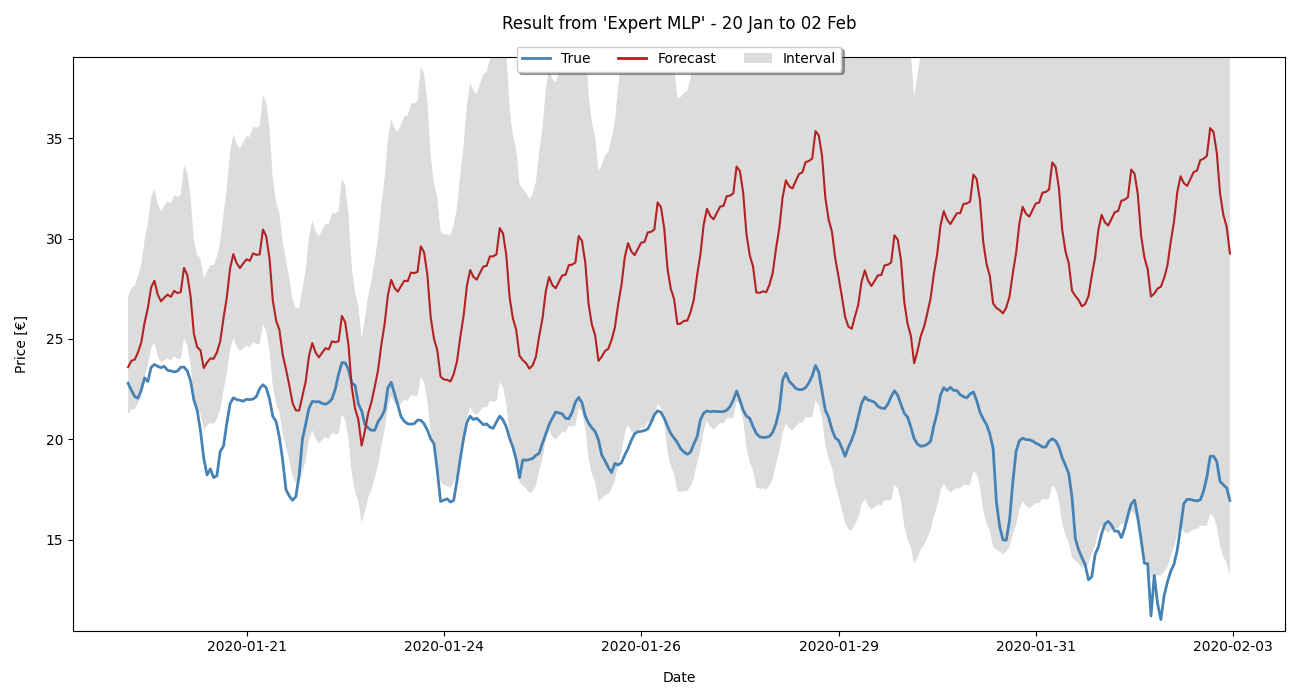 Result from 'Expert MLP' - 20 Jan to 02 Feb
True Forecast Interval
Price [€]
35
30
25
20
15
2020-01-21 2020-01-24 2020-01-26 2020-01-29 2020-01-31 2020-02-03
Date